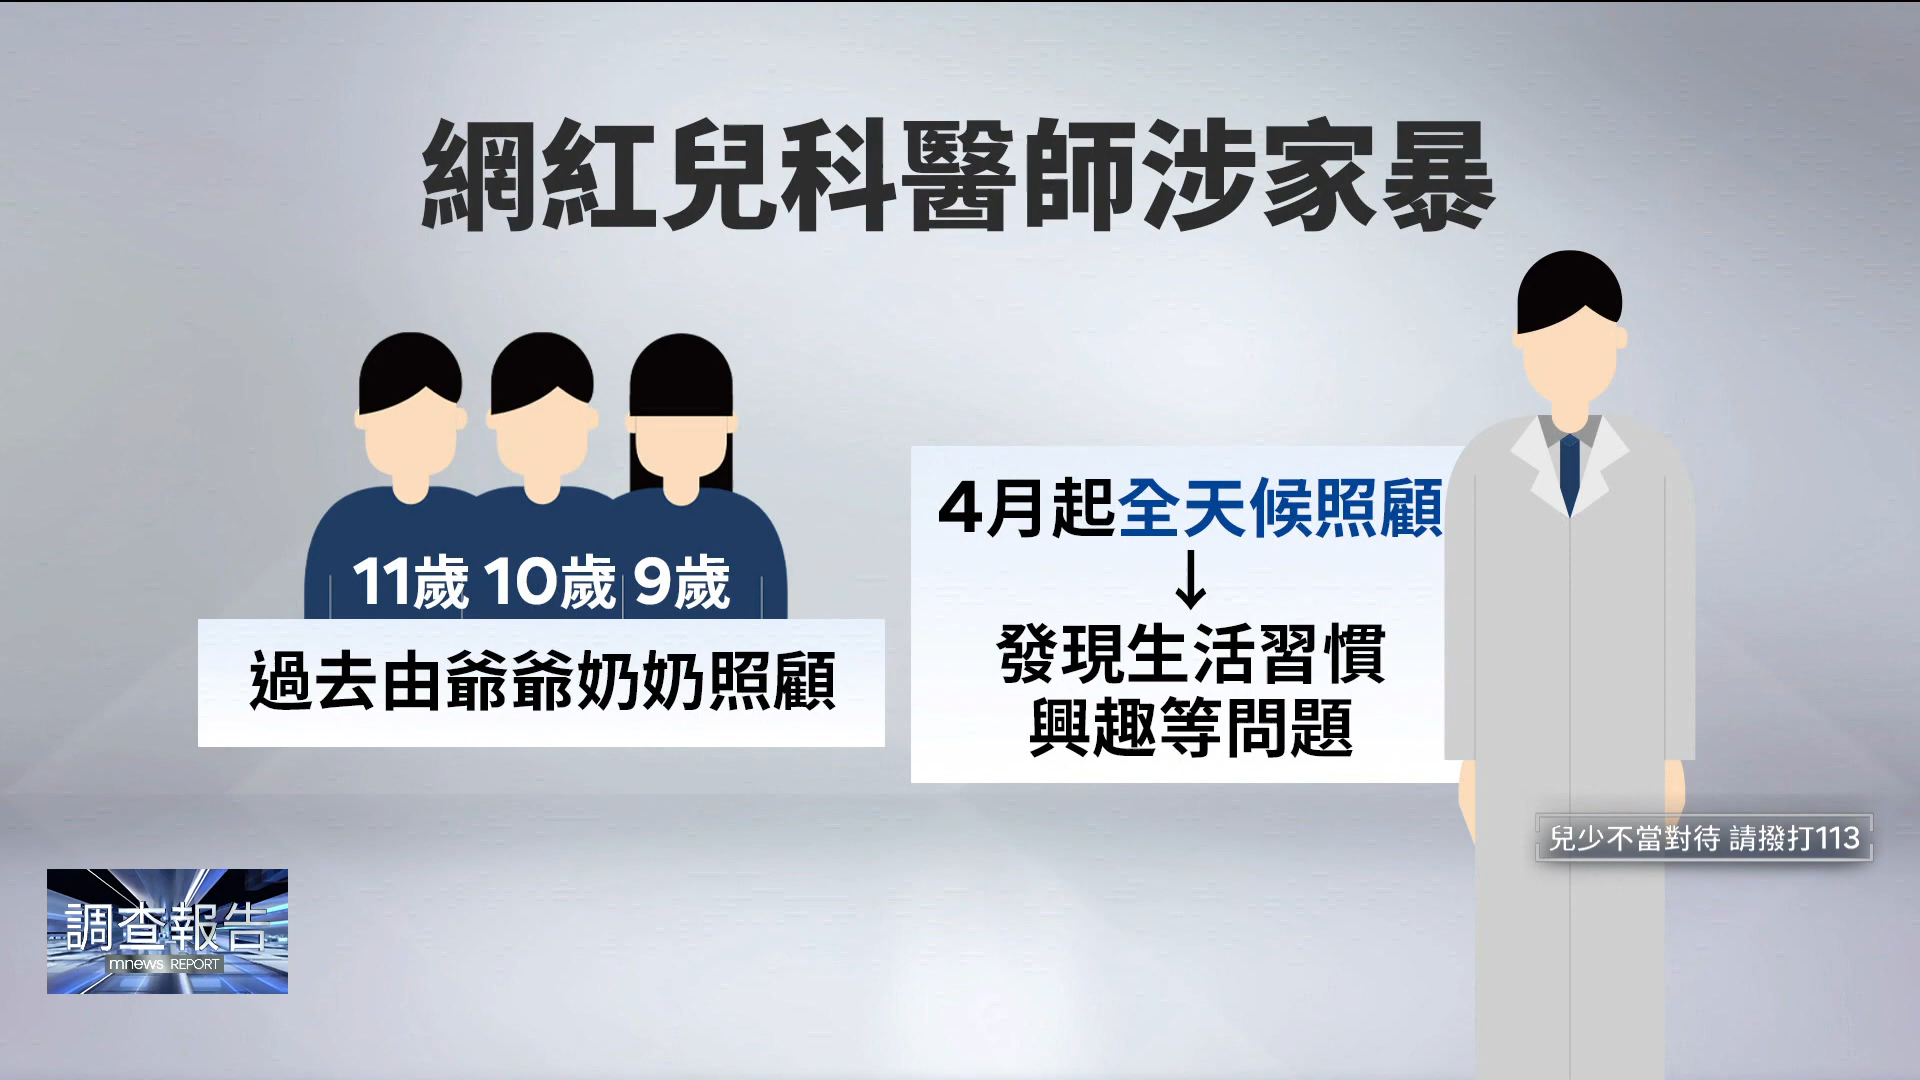 網紅兒科醫師涉家暴
11歲 10歲 9歲
過去由爺爺奶奶照顧
4月起全天候照顧
↓
發現生活習慣
興趣等問題
兒少不當對待 請撥打113
調查報告
mnews REPORT